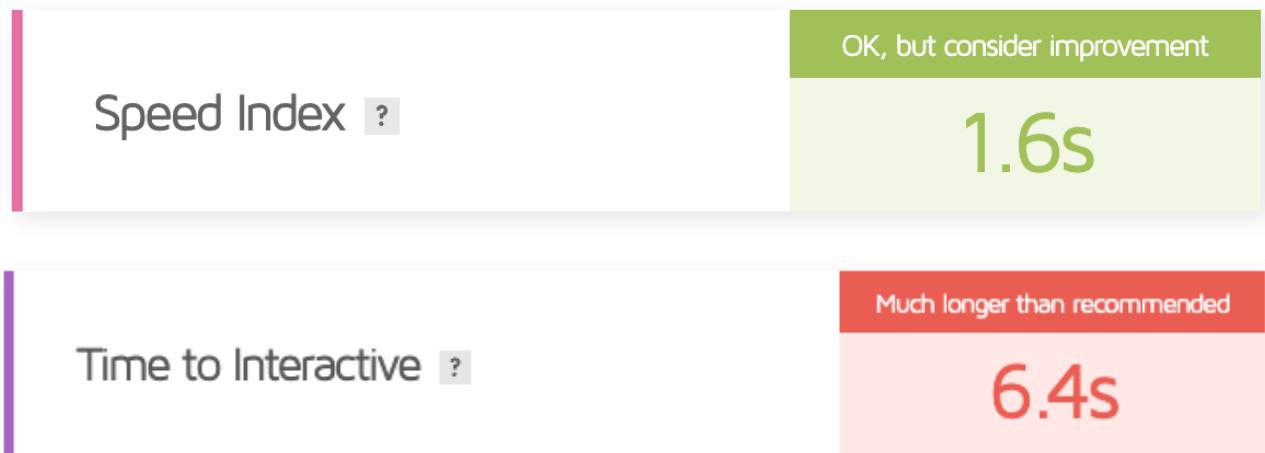 OK, but consider improvement
Speed Index ?
1.6s
Much longer than recommended
Time to Interactive ?
6.4s